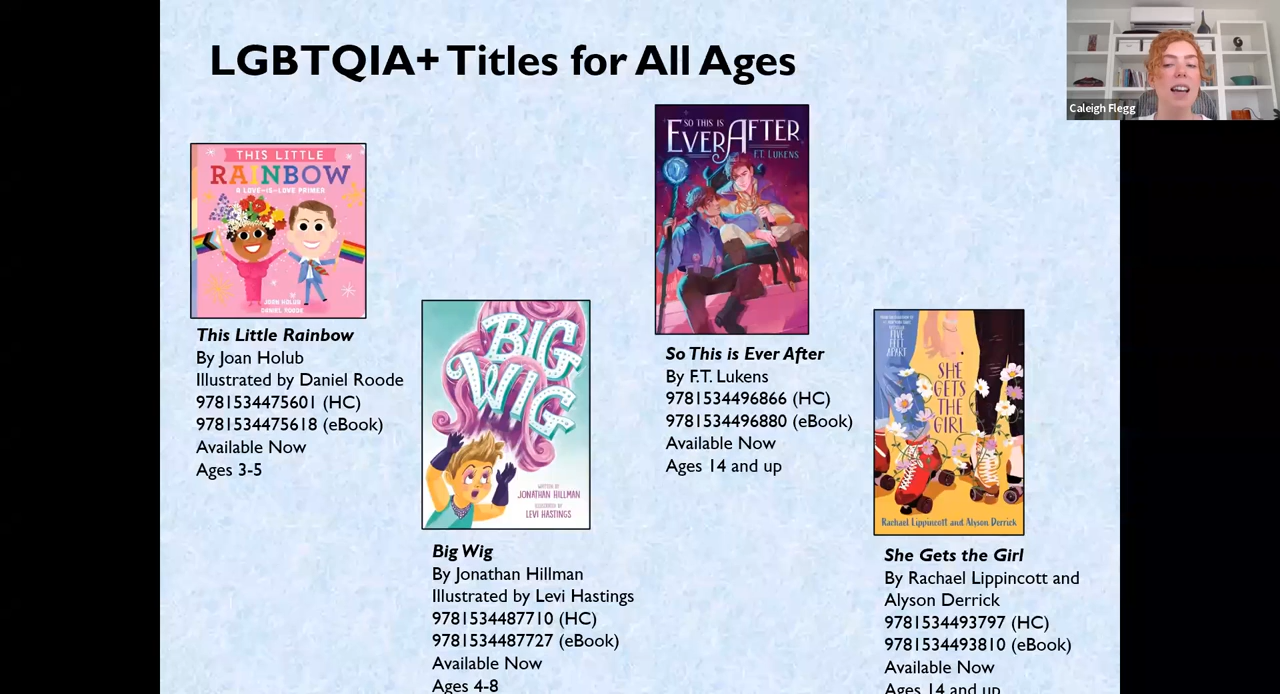 LGBTQIA+ Titles for All Ages
Caleigh Flegg
THIS LITTLE
RAINBOW
A LOVE-IS-LOVE PRIMER
JOAN HOLUB
DANIEL ROODE
This Little Rainbow
By Joan Holub
Illustrated by Daniel Roode
9781534475601 (HC)
9781534475618 (eBook)
Available Now
Ages 3-5
BIG
WIG
WRITTEN BY
JONATHAN HILLMAN
ILLUSTRATED BY
LEVI HASTINGS
Big Wig
By Jonathan Hillman
Illustrated by Levi Hastings
9781534487710 (HC)
9781534487727 (eBook)
Available Now
Ages 4-8
SO THIS IS
EVER AFTER
F.T. LUKENS
So This is Ever After
By F.T. Lukens
9781534496866 (HC)
9781534496880 (eBook)
Available Now
Ages 14 and up
FIVE
FEET
APART
SHE
GETS
THE
GIRL
Rachael Lippincott and Alyson Derrick
She Gets the Girl
By Rachael Lippincott and
Alyson Derrick
9781534493797 (HC)
9781534493810 (eBook)
Available Now
Ages 14 and up